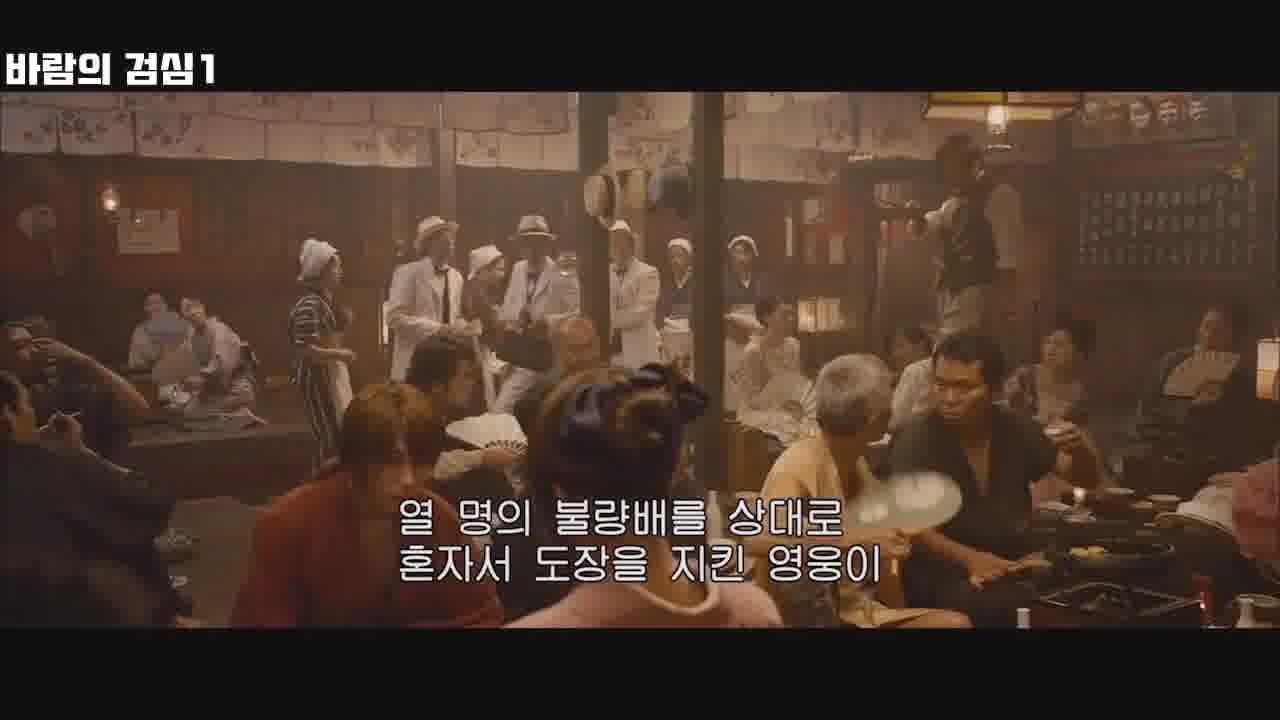 바람의 검심1
열 명의 불량배를 상대로
혼자서 도장을 지킨 영웅이